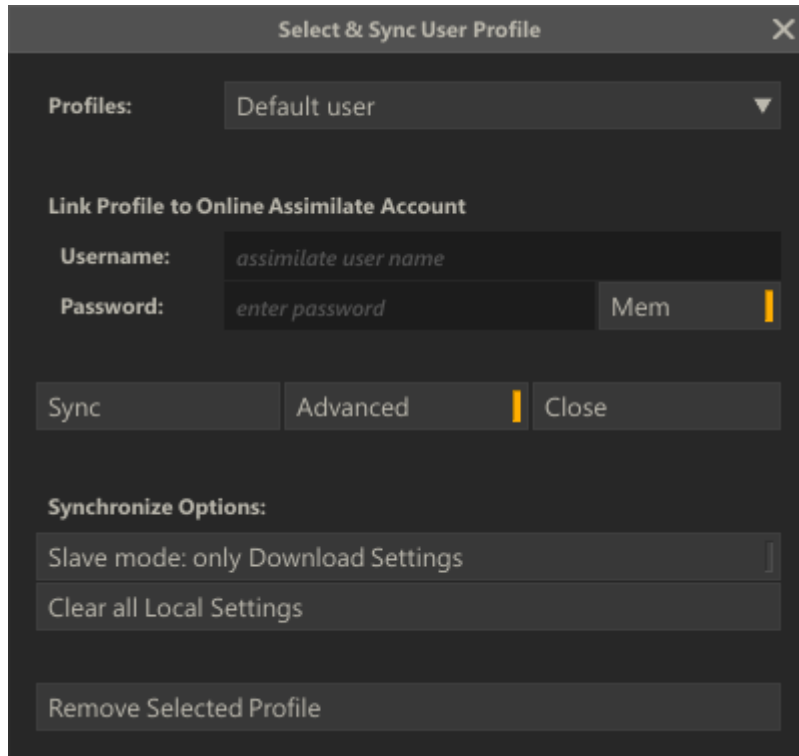 Select & Sync User Profile
Profiles: Default user
Link Profile to Online Assimilate Account
Username: assimilate user name
Password: enter password Mem
Sync Advanced Close
Synchronize Options:
Slave mode: only Download Settings
Clear all Local Settings
Remove Selected Profile